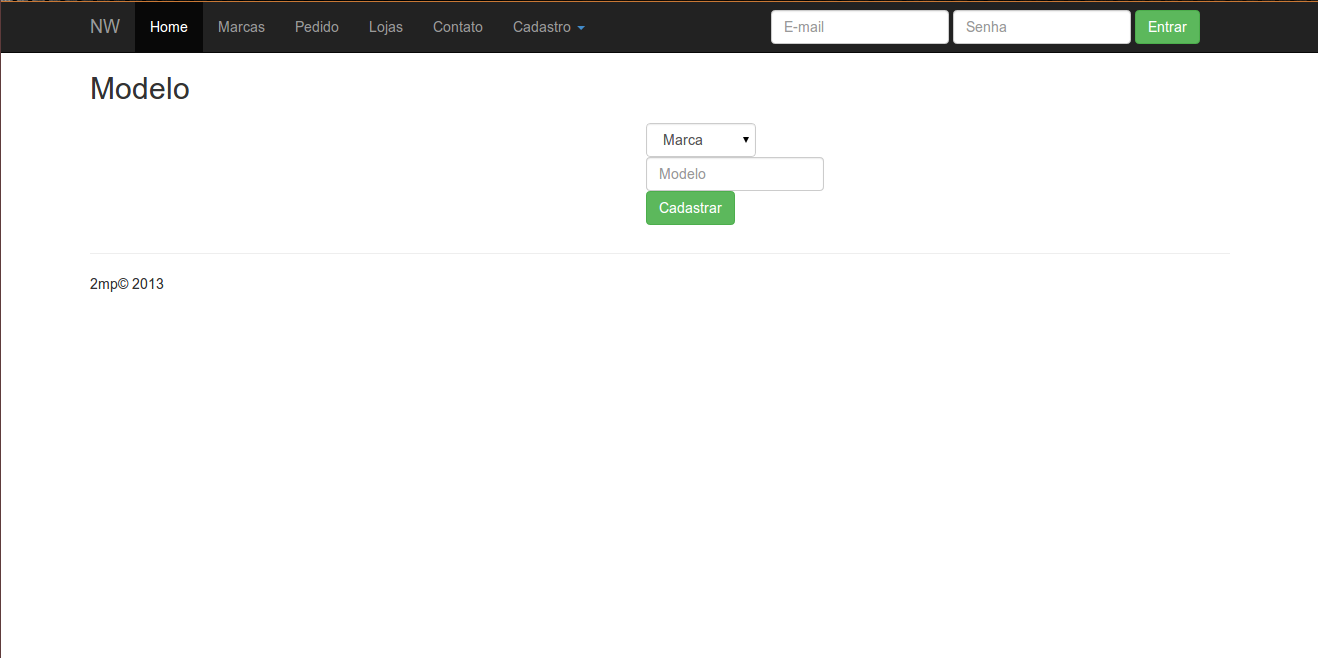 NW Home Marcas Pedido Lojas Contato Cadastro E-mail Senha Entrar
Modelo
Marca
Modelo
Cadastrar
2mp© 2013